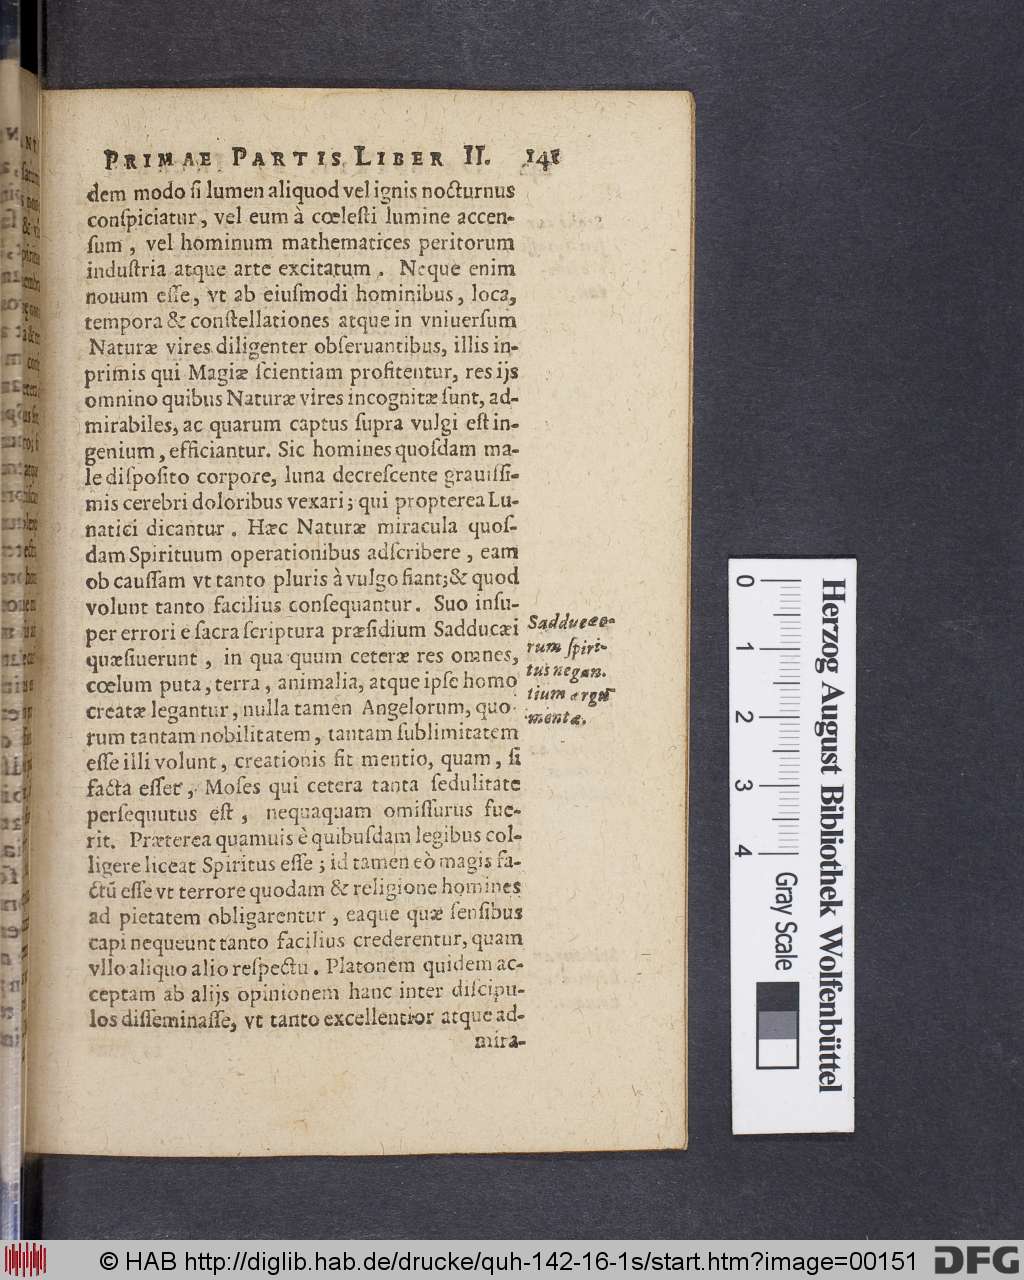 PRIMAE PARTIS LIBER II. 141
dem modo ſi lumen aliquod vel ignis nocturnus
conſpiciatur, vel eum à cœleſti lumine accen-
ſum, vel hominum mathematices peritorum
induſtria atque arte excitatum. Neque enim
nouum eſſe, vt ab eiuſmodi hominibus, loca,
tempora & conſtellationes atque in vniuerſum
Naturæ vires diligenter obſeruantibus, illis in-
primis qui Magiæ ſcientiam profitentur, res ijs
omnino quibus Naturæ vires incognitæ ſunt, ad-
mirabiles, ac quarum captus ſupra vulgi eſt in-
genium, efficiantur. Sic homines quoſdam ma-
le diſpoſito corpore, luna decreſcente grauiſſi-
mis cerebri doloribus vexari; qui propterea Lu-
natici dicantur. Hæc Naturæ miracula quoſ-
dam Spirituum operationibus adſcribere, eam
ob cauſſam vt tanto pluris à vulgo fiant; & quod
volunt tanto facilius conſequantur. Suo inſu-
per errori e ſacra ſcriptura præſidium Sadducæi
quæſiuerunt, in qua quum ceteræ res omnes,
cœlum puta, terra, animalia, atque ipſe homo
creatæ legantur, nulla tamen Angelorum, quo-
rum tantam nobilitatem, tantam ſublimitatem
eſſe illi volunt, creationis fit mentio, quam, ſi
facta eſſet, Moſes qui cetera tanta ſedulitate
perſequutus eſt, nequaquam omiſſurus fue-
rit. Præterea quamuis è quibuſdam legibus col-
ligere liceat Spiritus eſſe; id tamen eò magis fa-
ctũ eſſe vt terrore quodam & religione homines
ad pietatem obligarentur, eaque quæ ſenſibus
capi nequeunt tanto facilius crederentur, quam
vllo aliquo alio reſpectu. Platonem quidem ac-
ceptam ab alijs opinionem hanc inter diſcipu-
los diſſeminaſſe, vt tanto excellentior atque ad-
mira-
Sadducæo-
rum ſpiri-
tus negan-
tium argu-
menta.
0
1
2
3
4
Gray Scale
Herzog August Bibliothek Wolfenbüttel
© HAB http://diglib.hab.de/drucke/quh-142-16-1s/start.htm?image=00151
DFG